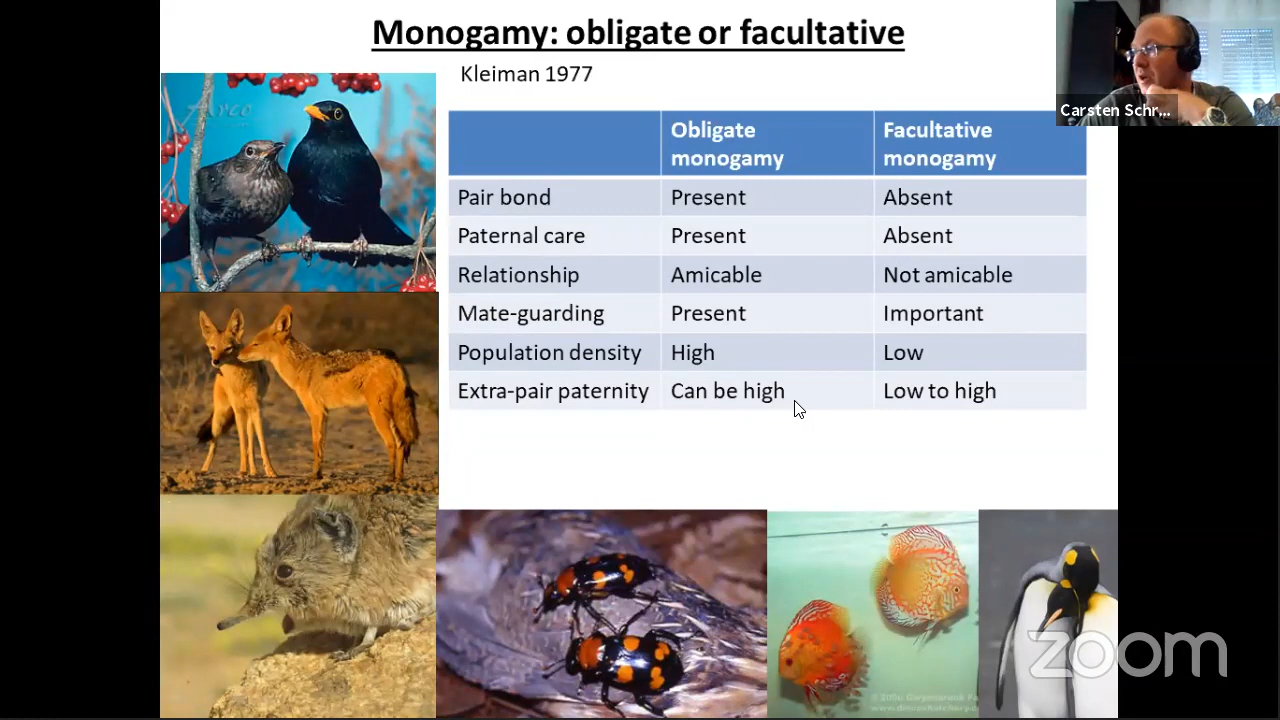 Monogamy: obligate or facultative
Kleiman 1977
Carsten Schr...
Arco
Obligate monogamy
Facultative monogamy
Pair bond Present Absent
Paternal care Present Absent
Relationship Amicable Not amicable
Mate-guarding Present Important
Population density High Low
Extra-pair paternity Can be high Low to high
zoom